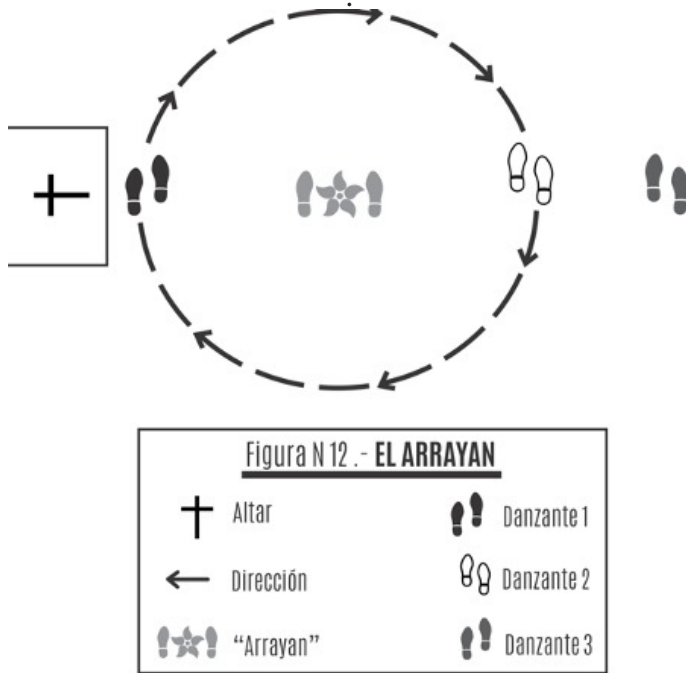 Figura N 12 .- EL ARRAYAN
Altar
Danzante 1
Dirección
Danzante 2
“Arrayan”
Danzante 3